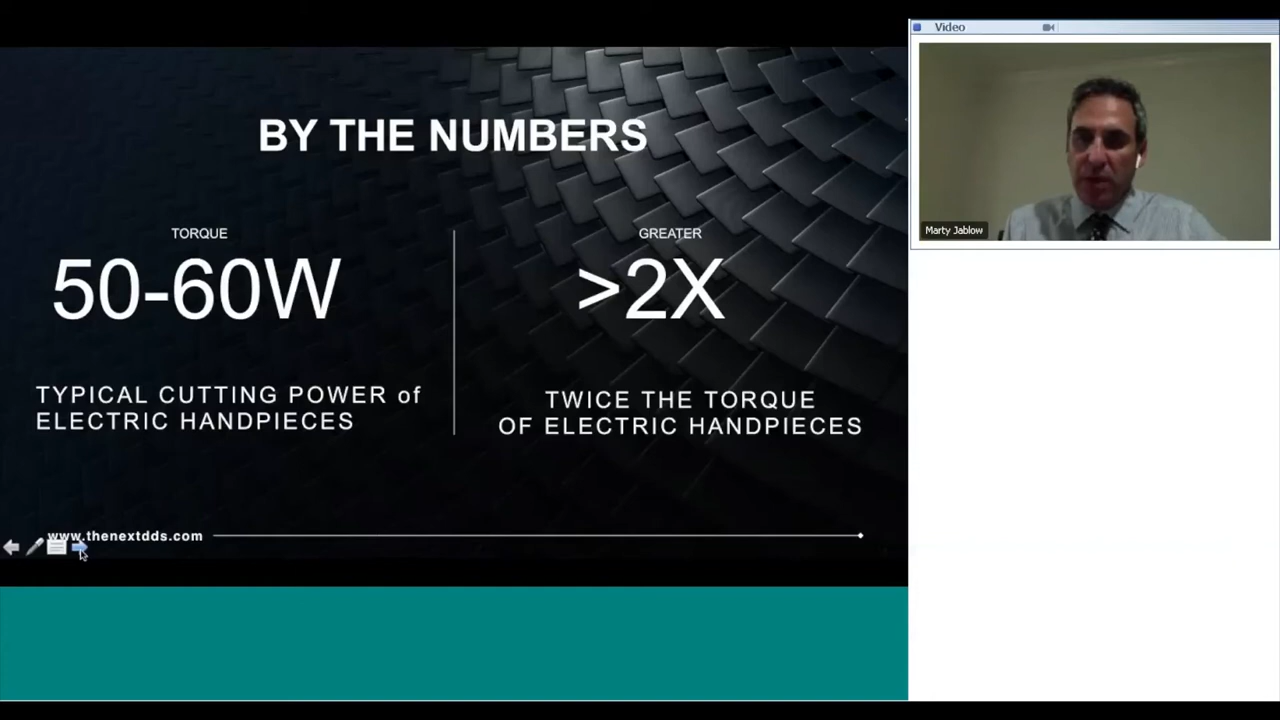 BY THE NUMBERS
TORQUE
50-60W
TYPICAL CUTTING POWER of
ELECTRIC HANDPIECES
GREATER
>2X
TWICE THE TORQUE
OF ELECTRIC HANDPIECES
www.thenextdds.com
Video
Marty Jablow